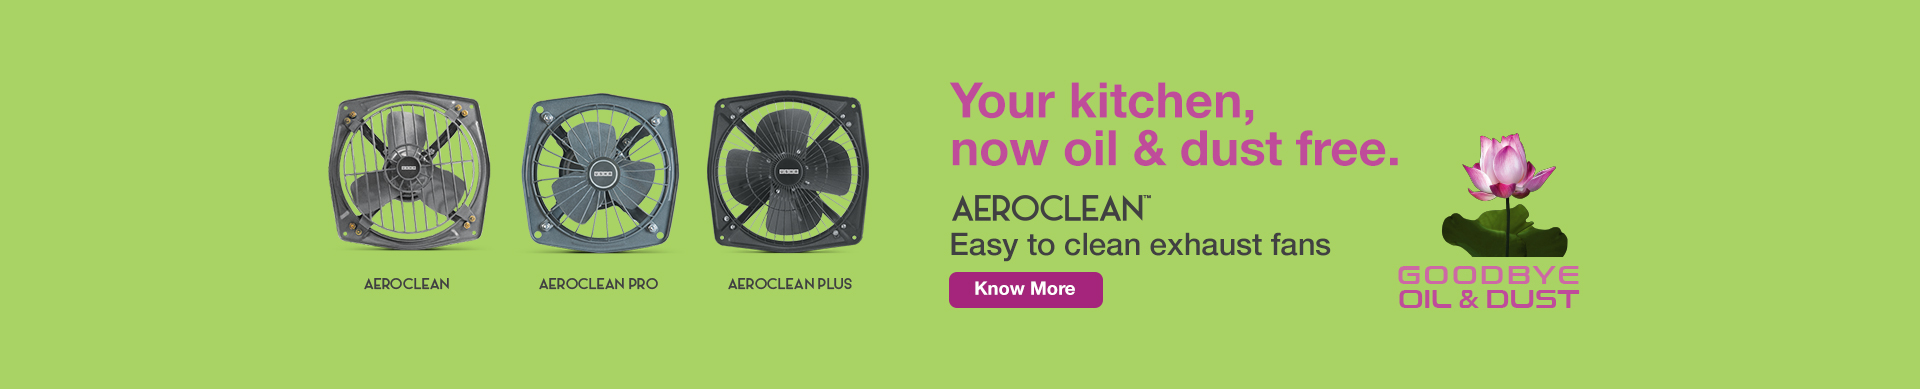 Your kitchen,
now oil & dust free.
AEROCLEAN™
Easy to clean exhaust fans
Know More
AEROCLEAN
AEROCLEAN PRO
AEROCLEAN PLUS
GOODBYE
OIL & DUST